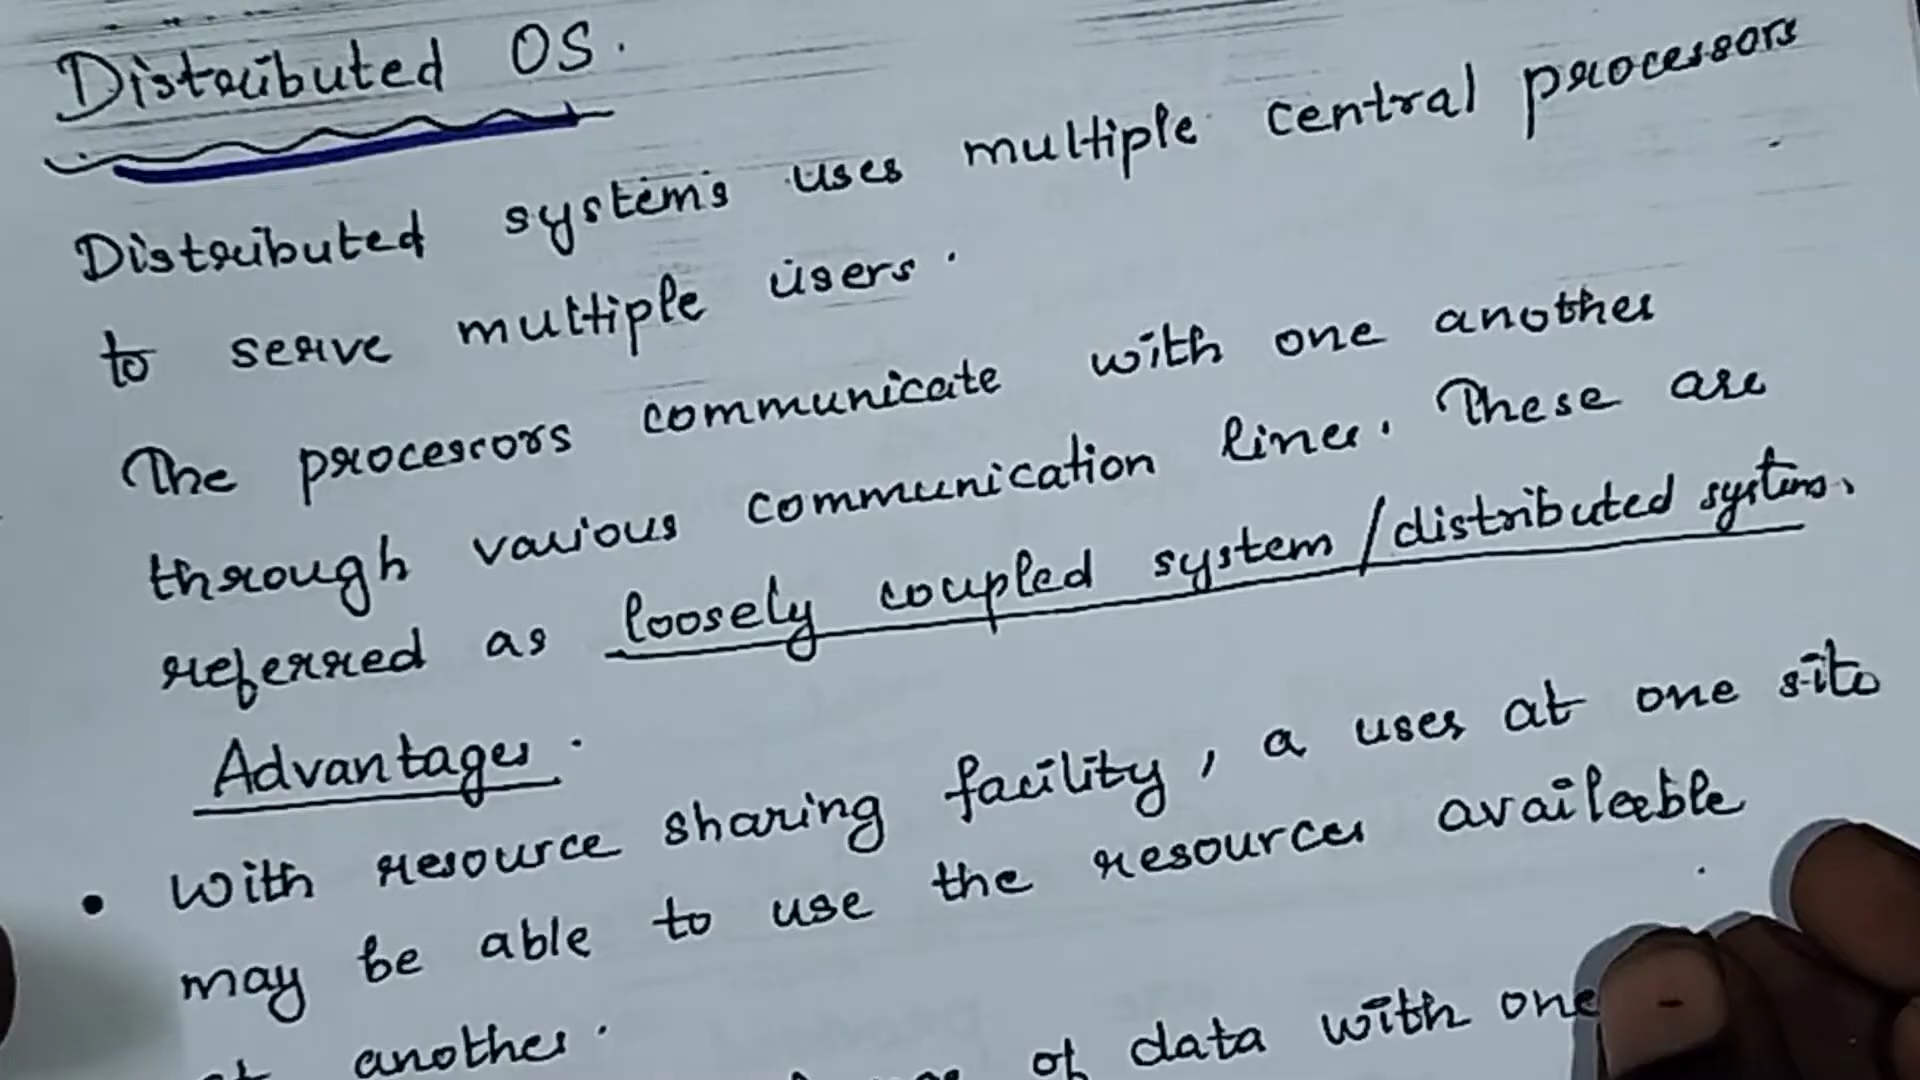 Distributed OS.
Distributed systems uses multiple central processors
to serve multiple users.
The processors communicate with one another
through various communication lines. These are
referred as loosely coupled system / distributed systems.
Advantages.
• With resource sharing facility, a user at one site
may be able to use the resources available
at another.
of data with one